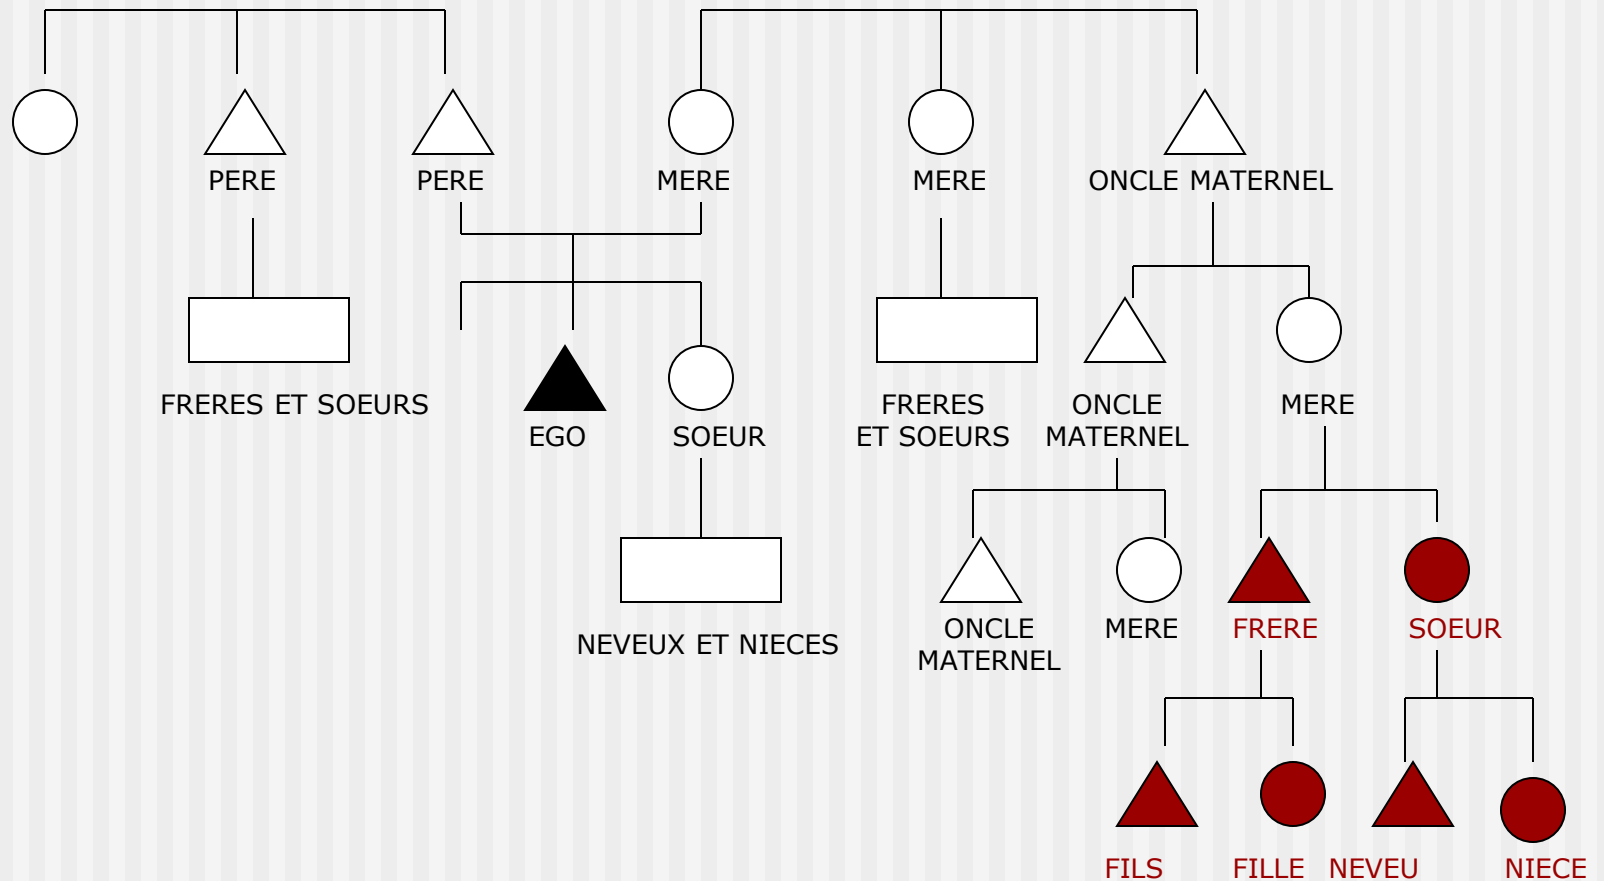 PERE
PERE
MERE
MERE
ONCLE MATERNEL
FRERES ET SOEURS
EGO
SOEUR
FRERES
ET SOEURS
ONCLE
MATERNEL
MERE
NEVEUX ET NIECES
ONCLE
MATERNEL
MERE
FRERE
SOEUR
FILS
FILLE
NEVEU
NIECE